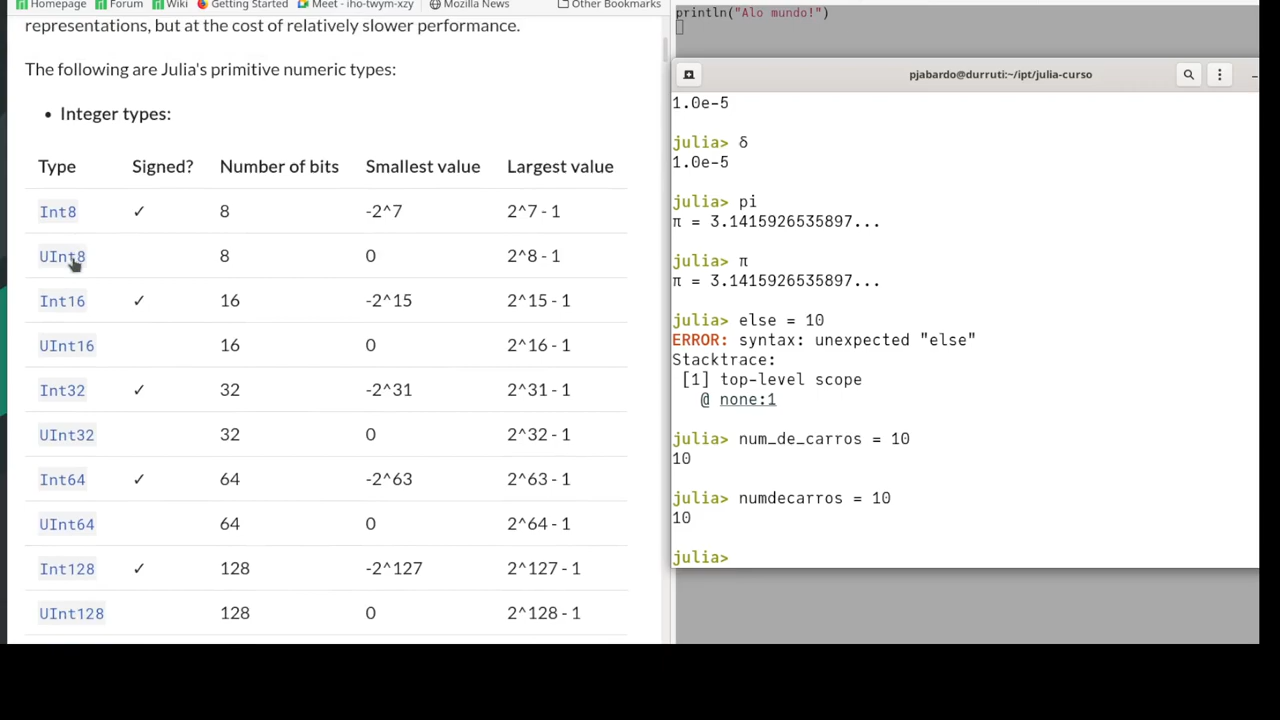 Homepage Forum Wiki Getting Started Meet - iho-twym-xzy Mozilla News Other Bookmarks
representations, but at the cost of relatively slower performance.
The following are Julia's primitive numeric types:
• Integer types:
Type Signed? Number of bits Smallest value Largest value
Int8 ✓ 8 -2^7 2^7 - 1
UInt8 8 0 2^8 - 1
Int16 ✓ 16 -2^15 2^15 - 1
UInt16 16 0 2^16 - 1
Int32 ✓ 32 -2^31 2^31 - 1
UInt32 32 0 2^32 - 1
Int64 ✓ 64 -2^63 2^63 - 1
UInt64 64 0 2^64 - 1
Int128 ✓ 128 -2^127 2^127 - 1
UInt128 128 0 2^128 - 1
println("Alo mundo!")
pjabardo@durruti:~/ipt/julia-curso
1.0e-5
julia> δ
1.0e-5
julia> pi
π = 3.1415926535897...
julia> π
π = 3.1415926535897...
julia> else = 10
ERROR: syntax: unexpected "else"
Stacktrace:
[1] top-level scope
@ none:1
julia> num_de_carros = 10
10
julia> numdecarros = 10
10
julia>